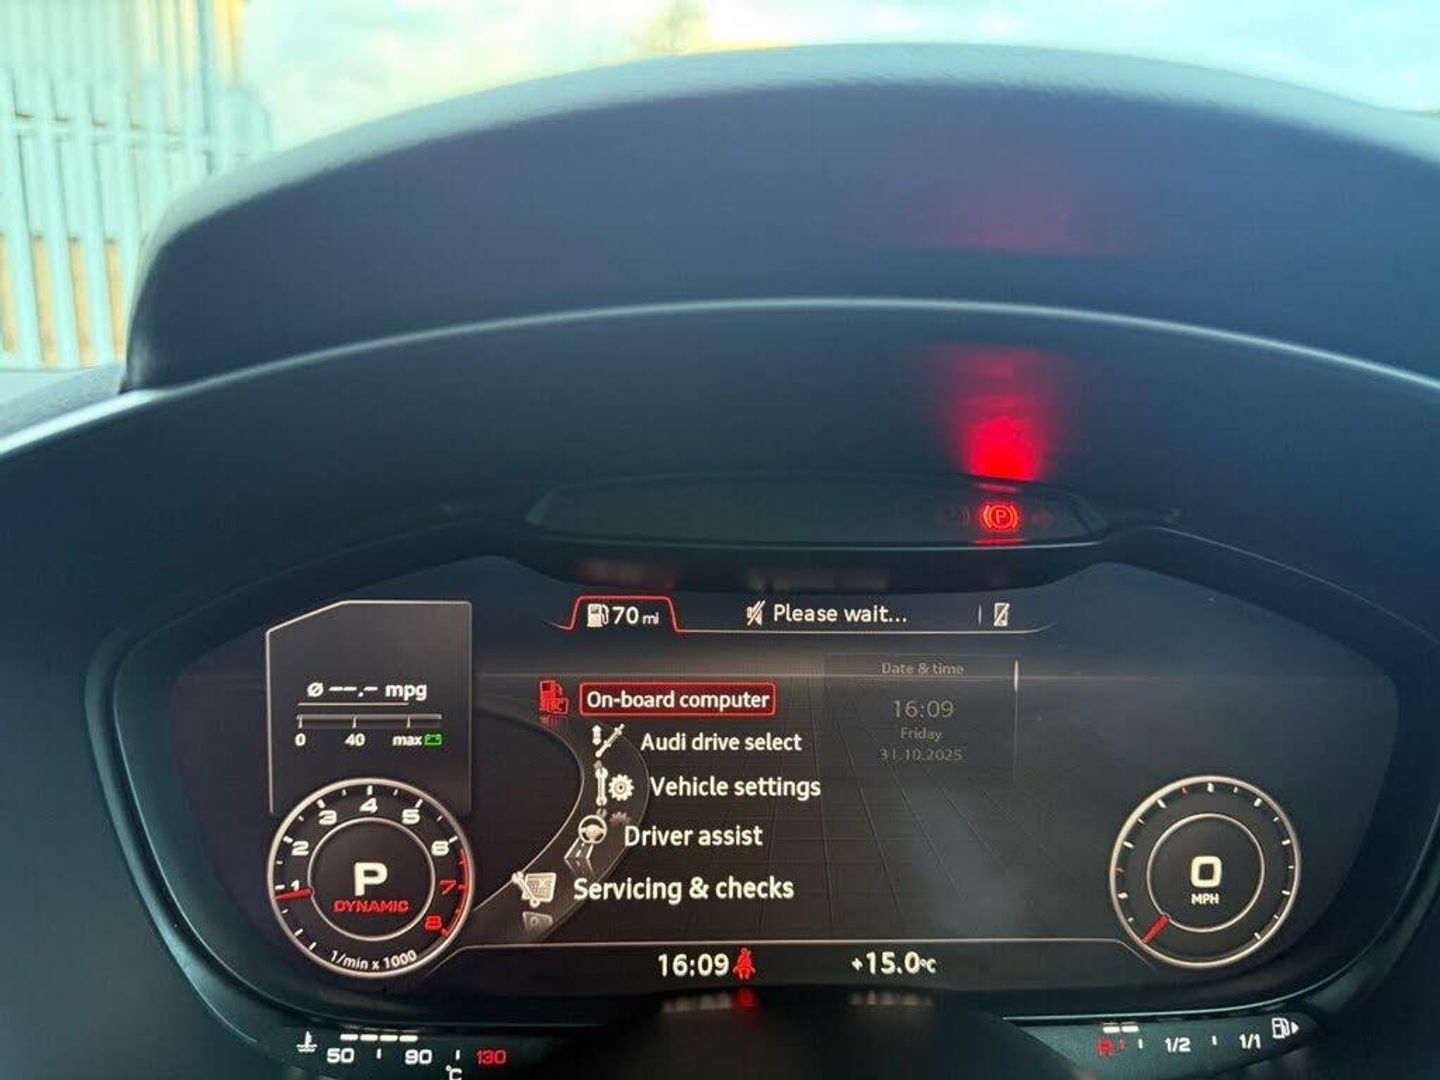 P
70 mi
Please wait...
Ø --.- mpg
0 40 max
Date & time
16:09
Friday
31.10.2025
On-board computer
Audi drive select
Vehicle settings
Driver assist
Servicing & checks
1 2 3 4 5 6 7 8
P
DYNAMIC
1/min x 1000
0
MPH
16:09
+15.0°C
50 90 130
°C
R 1/2 1/1